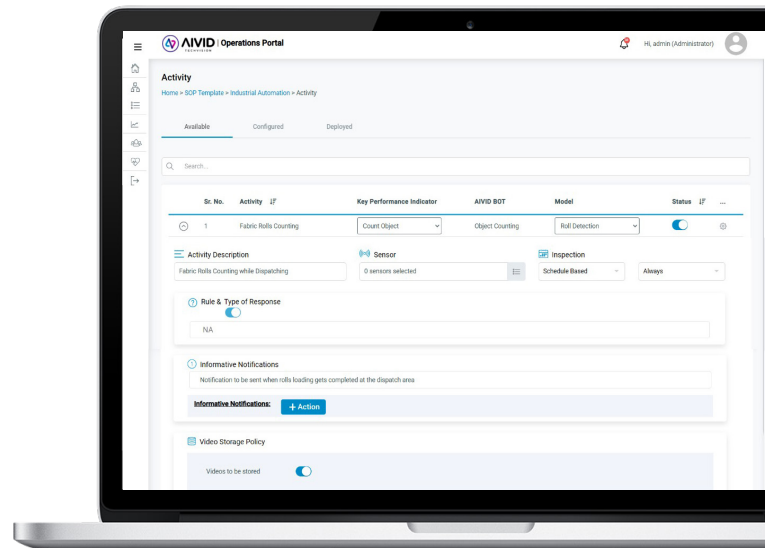 AIVID | Operations Portal
TECHVISION
Hi, admin (Administrator)
Activity
Home > SOP Template > Industrial Automation > Activity
Available Configured Deployed
Search...
Sr. No. Activity Key Performance Indicator AIVID BOT Model Status ...
1 Fabric Rolls Counting Count Object Object Counting Roll Detection
Activity Description Sensor Inspection
Fabric Rolls Counting while Dispatching 0 sensors selected Schedule Based Always
Rule & Type of Response
NA
Informative Notifications
Notification to be sent when rolls loading gets completed at the dispatch area
Informative Notifications: + Action
Video Storage Policy
Videos to be stored